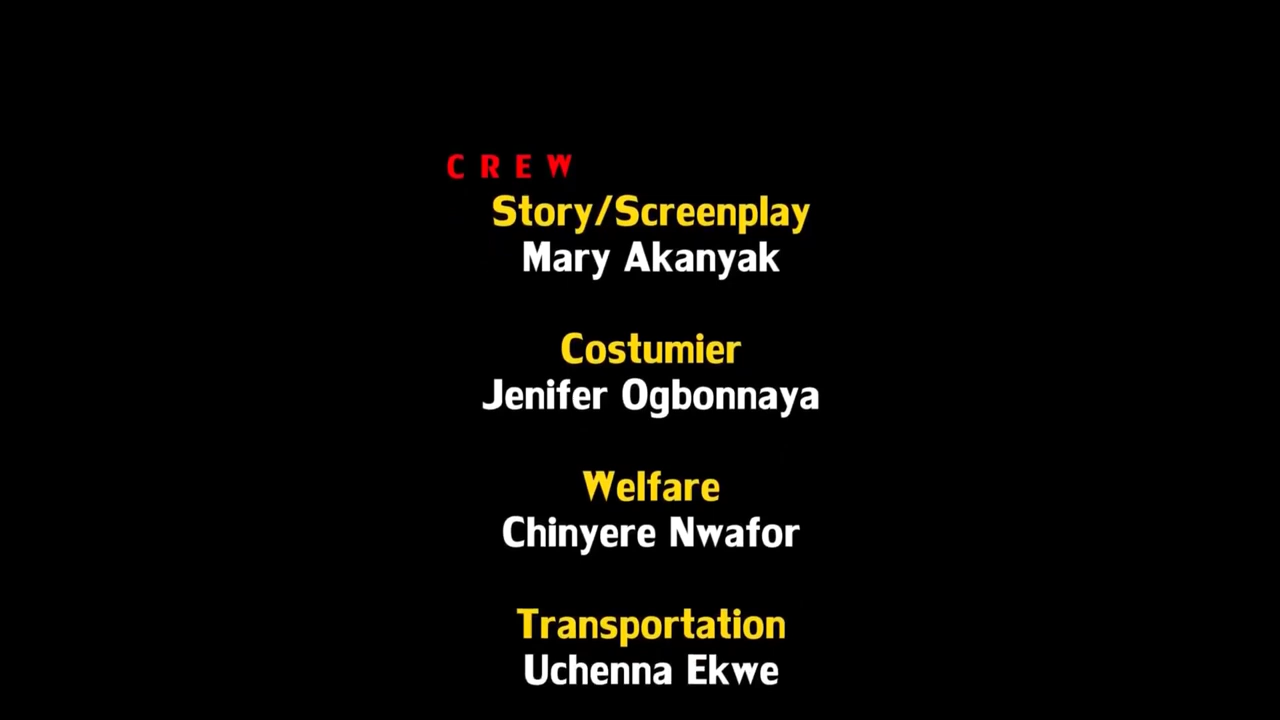 CREW
Story/Screenplay
Mary Akanyak
Costumier
Jenifer Ogbonnaya
Welfare
Chinyere Nwafor
Transportation
Uchenna Ekwe